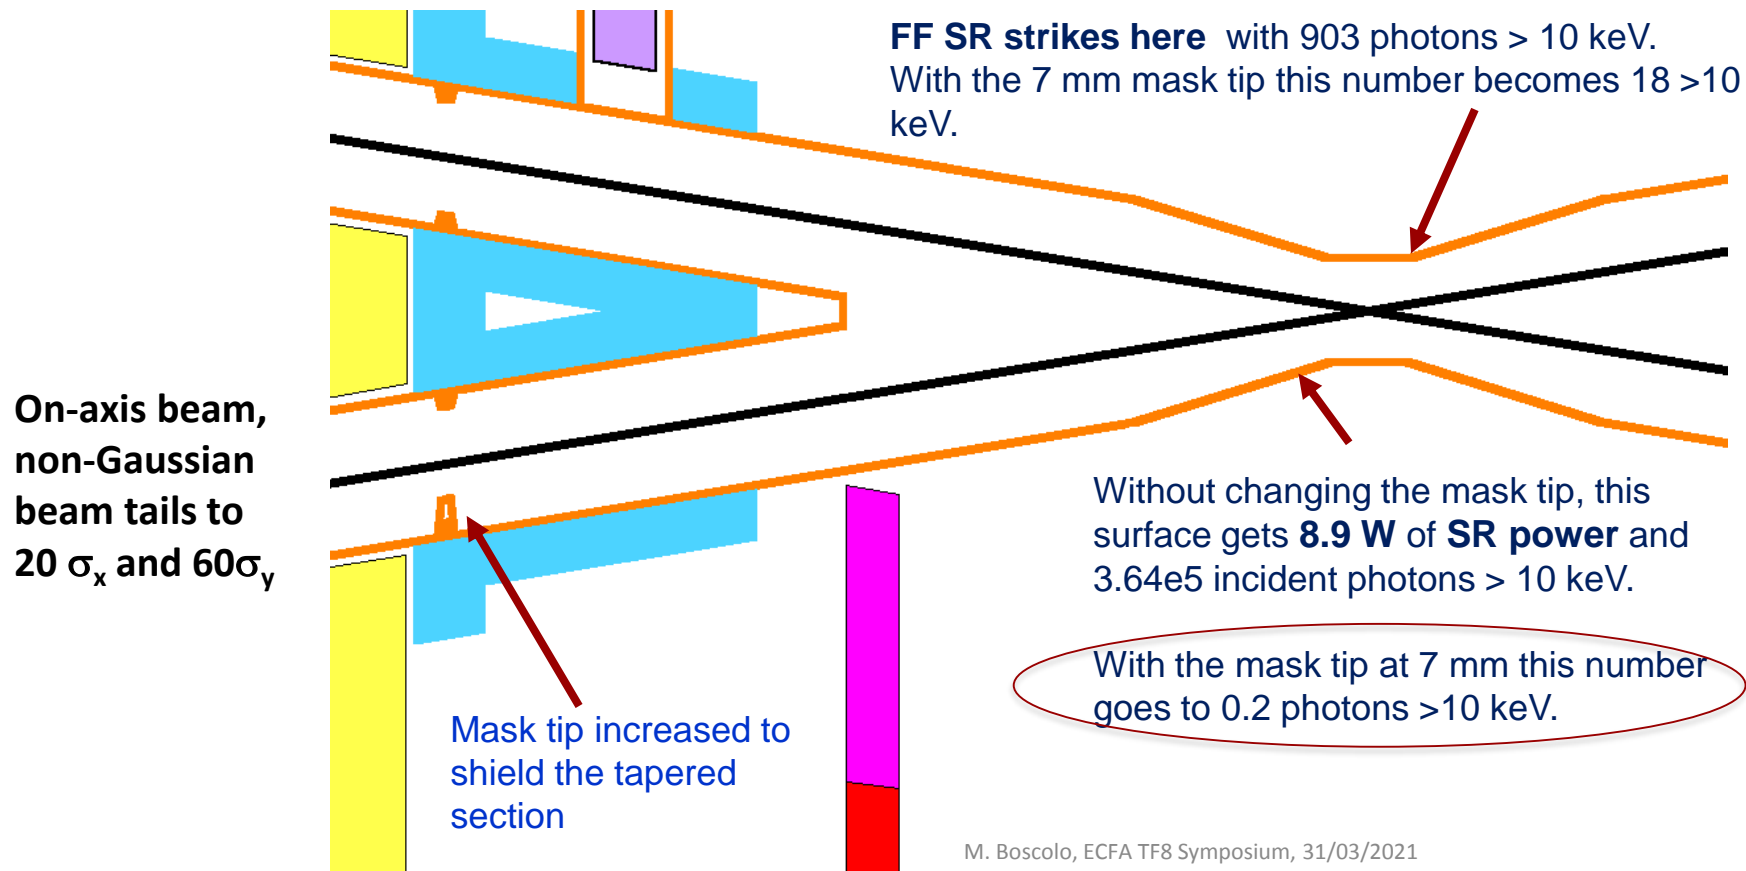 FF SR strikes here with 903 photons > 10 keV.
With the 7 mm mask tip this number becomes 18 >10
keV.
On-axis beam,
non-Gaussian
beam tails to
20 σx and 60σy
Without changing the mask tip, this
surface gets 8.9 W of SR power and
3.64e5 incident photons > 10 keV.
With the mask tip at 7 mm this number
goes to 0.2 photons >10 keV.
Mask tip increased to
shield the tapered
section
M. Boscolo, ECFA TF8 Symposium, 31/03/2021